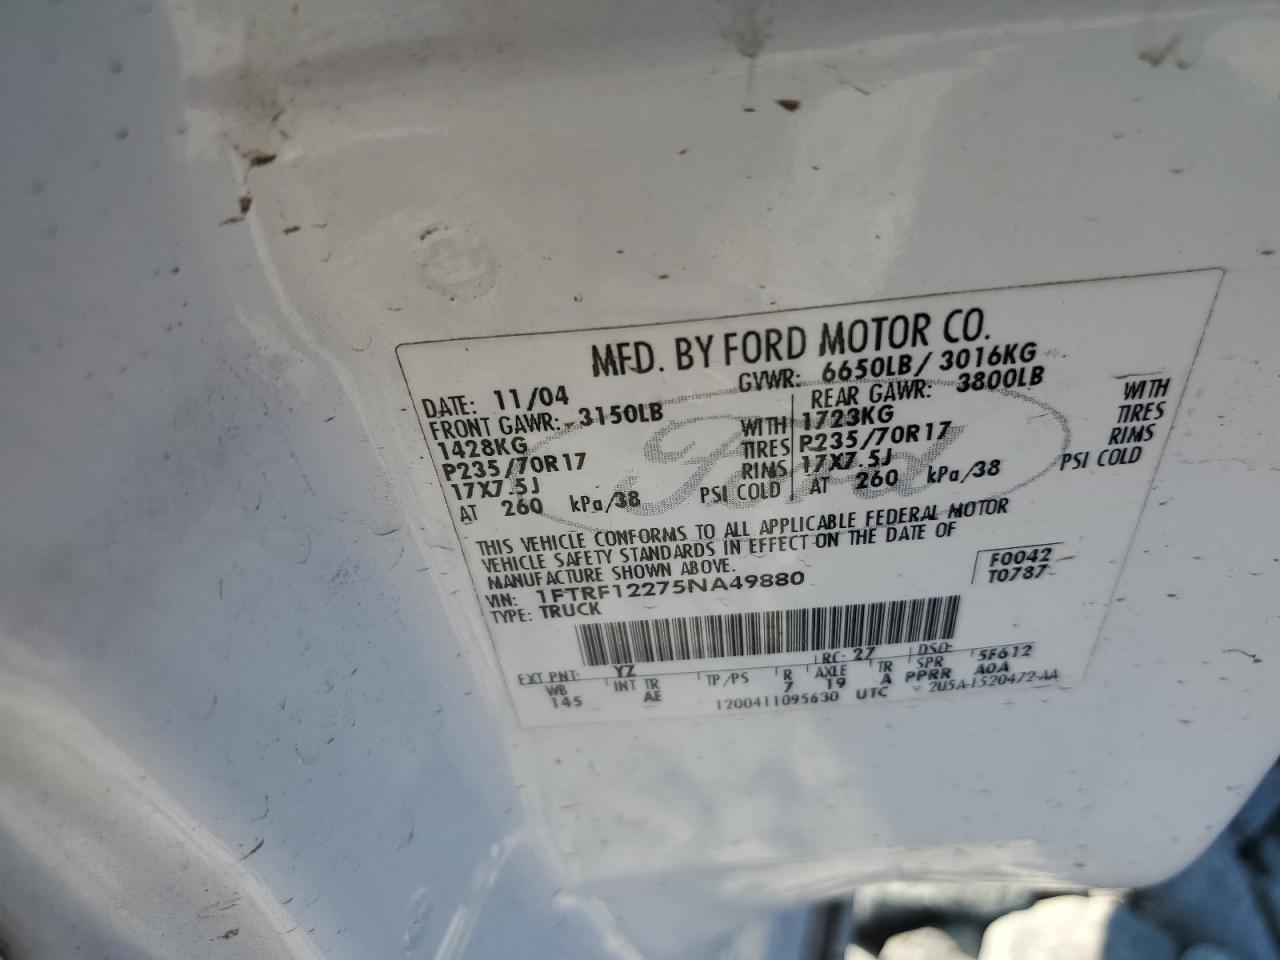 MFD. BY FORD MOTOR CO.
DATE: 11/04 GVWR: 6650LB/ 3016KG
FRONT GAWR: 3150LB REAR GAWR: 3800LB
1428KG WITH 1723KG WITH
P235/70R17 TIRES P235/70R17 TIRES
17X7.5J RIMS 17X7.5J RIMS
AT 260 kPa/38 PSI COLD AT 260 kPa/38 PSI COLD
Ford
THIS VEHICLE CONFORMS TO ALL APPLICABLE FEDERAL MOTOR
VEHICLE SAFETY STANDARDS IN EFFECT ON THE DATE OF
MANUFACTURE SHOWN ABOVE.
VIN: 1FTRF12275NA49880 F0042
TYPE: TRUCK T0787
EXT PNT: YZ RC: 27 DSO: 5F612
WB INT TR TP/PS R AXLE TR SPR A0A
145 AE 7 19 A PPRR
1200411095630 UTC 2U5A-1520472-AA